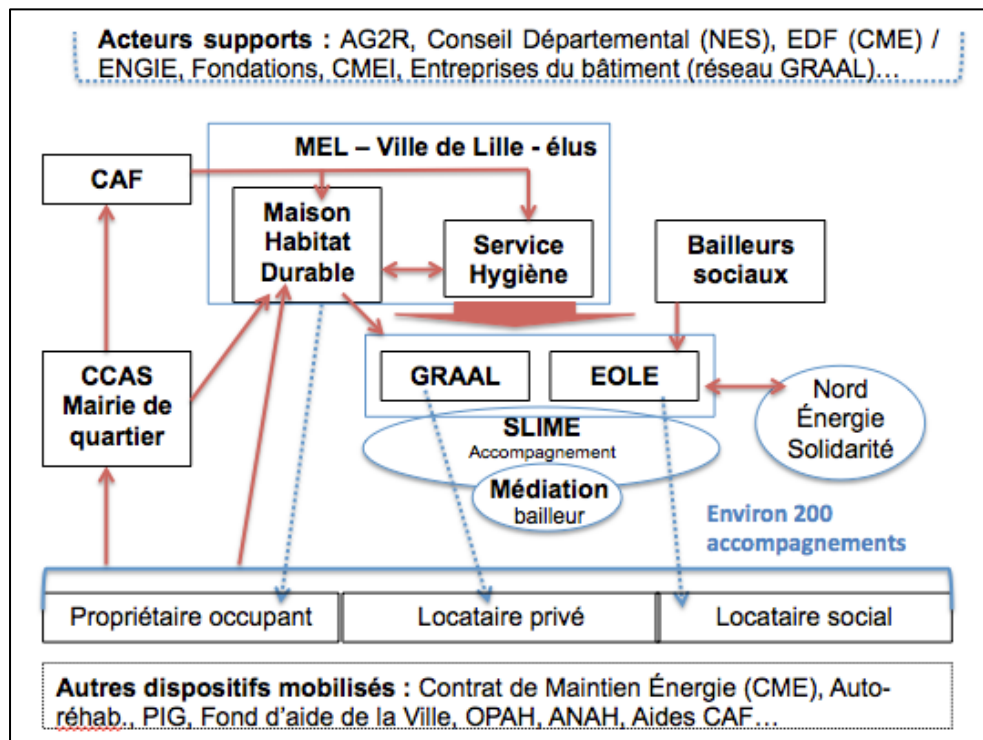 Acteurs supports : AG2R, Conseil Départemental (NES), EDF (CME) /
ENGIE, Fondations, CMEI, Entreprises du bâtiment (réseau GRAAL)…
MEL – Ville de Lille - élus
CAF
Maison
Habitat
Durable
Service
Hygiène
Bailleurs
sociaux
CCAS
Mairie de
quartier
GRAAL
EOLE
Nord
Énergie
Solidarité
SLIME
Accompagnement
Médiation
bailleur
Environ 200
accompagnements
Propriétaire occupant
Locataire privé
Locataire social
Autres dispositifs mobilisés : Contrat de Maintien Énergie (CME), Auto-
réhab., PIG, Fond d’aide de la Ville, OPAH, ANAH, Aides CAF…